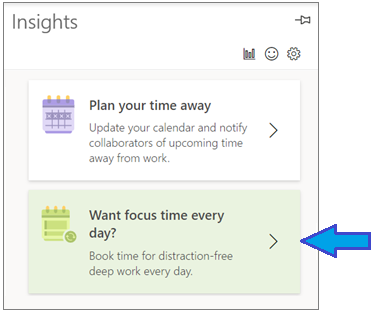 Insights
Plan your time away
Update your calendar and notify
collaborators of upcoming time
away from work.
Want focus time every
day?
Book time for distraction-free
deep work every day.